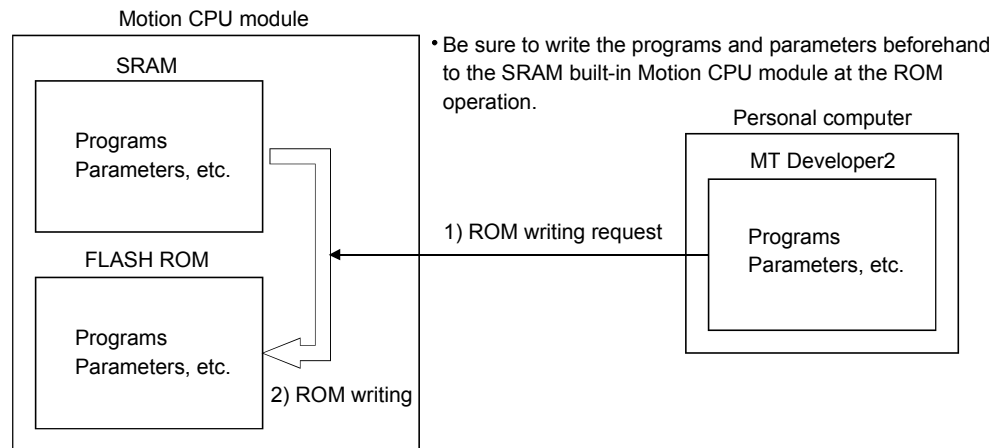 Motion CPU module
SRAM
Programs
Parameters, etc.
FLASH ROM
Programs
Parameters, etc.
2) ROM writing
• Be sure to write the programs and parameters beforehand
to the SRAM built-in Motion CPU module at the ROM
operation.
1) ROM writing request
Personal computer
MT Developer2
Programs
Parameters, etc.